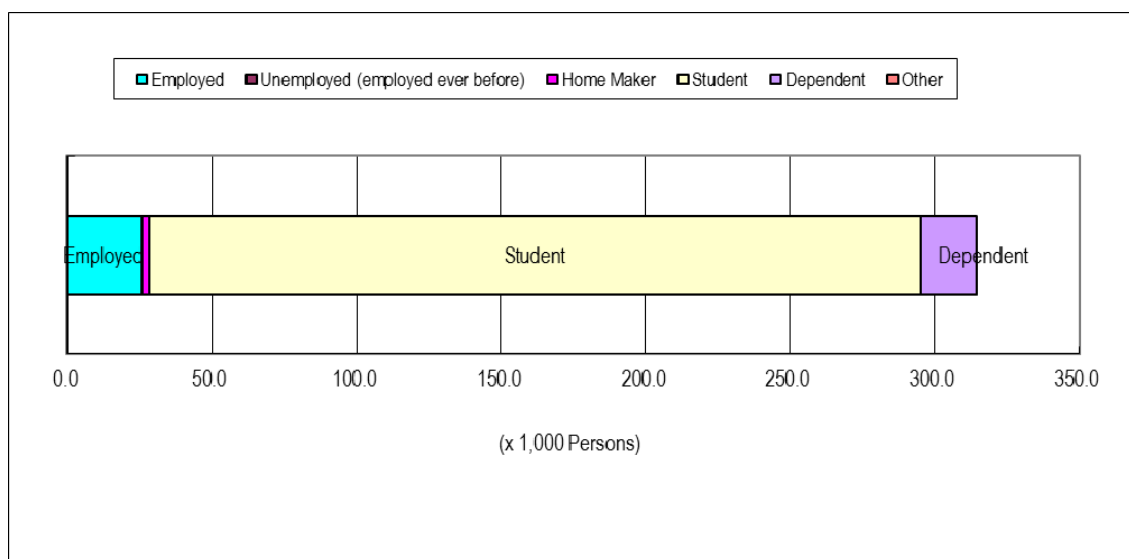 Employed Unemployed (employed ever before) Home Maker Student Dependent Other
Employed Student Dependent
0.0 50.0 100.0 150.0 200.0 250.0 300.0 350.0
(x 1,000 Persons)